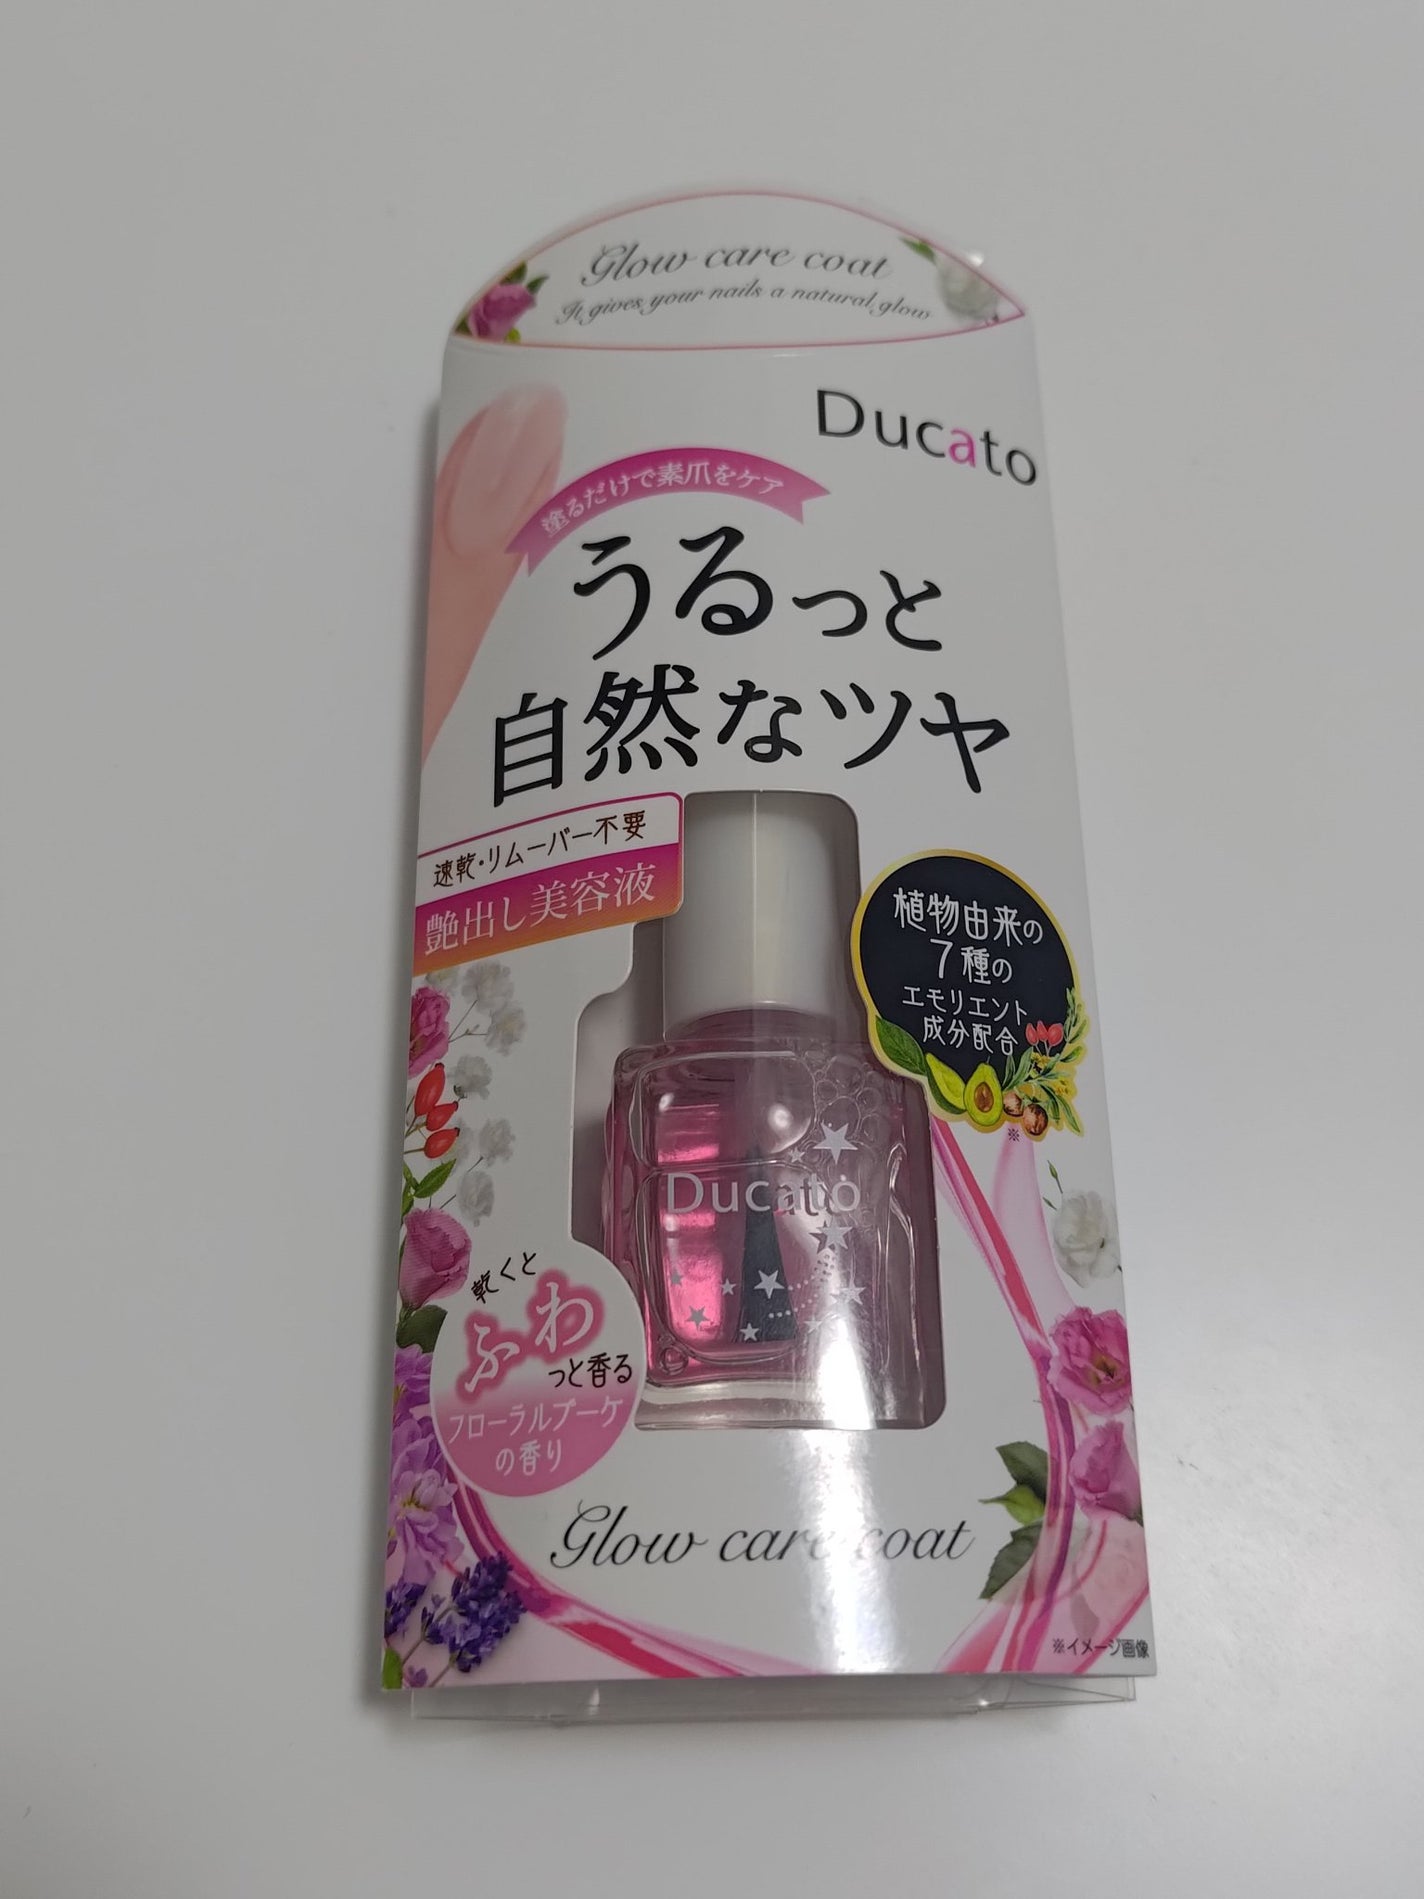 Glow care coat
It gives your nails a natural glow
Ducato
塗るだけで素爪をケア
うるっと
自然なツヤ
速乾・リムーバー不要
艶出し美容液
植物由来の
7種の
エモリエント
成分配合
※
Ducato
乾くと
ふわ
っと香る
フローラルブーケ
の香り
Glow care coat
※イメージ画像